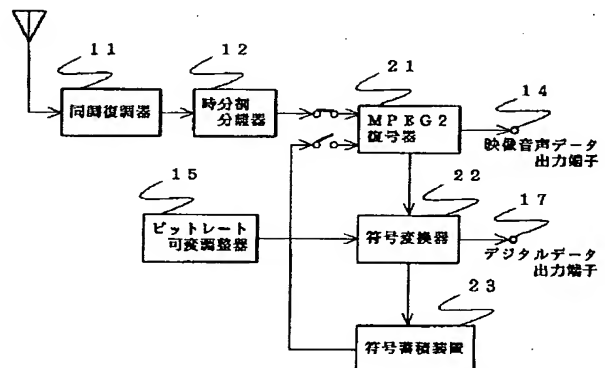 11
12
21
14
同調復調器
時分割
分離器
MPEG2
復号器
映像音声データ
出力端子
15
22
17
ビットレート
可変調整器
符号変換器
デジタルデータ
出力端子
23
符号蓄積装置